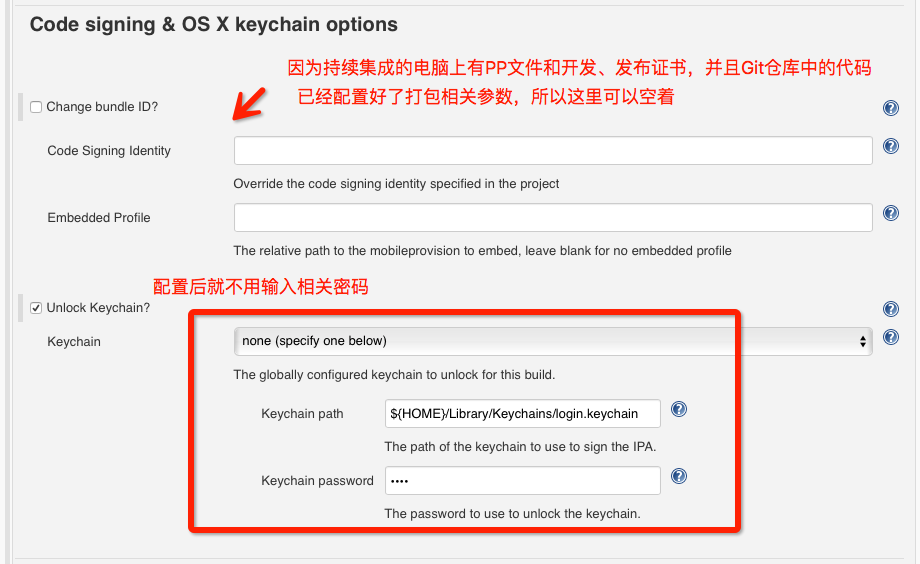 Code signing & OS X keychain options
因为持续集成的电脑上有PP文件和开发、发布证书，并且Git仓库中的代码
已经配置好了打包相关参数，所以这里可以空着
Change bundle ID?
Code Signing Identity
Override the code signing identity specified in the project
Embedded Profile
The relative path to the mobileprovision to embed, leave blank for no embedded profile
配置后就不用输入相关密码
Unlock Keychain?
Keychain
none (specify one below)
The globally configured keychain to unlock for this build.
Keychain path
${HOME}/Library/Keychains/login.keychain
The path of the keychain to use to sign the IPA.
Keychain password
••••
The password to use to unlock the keychain.